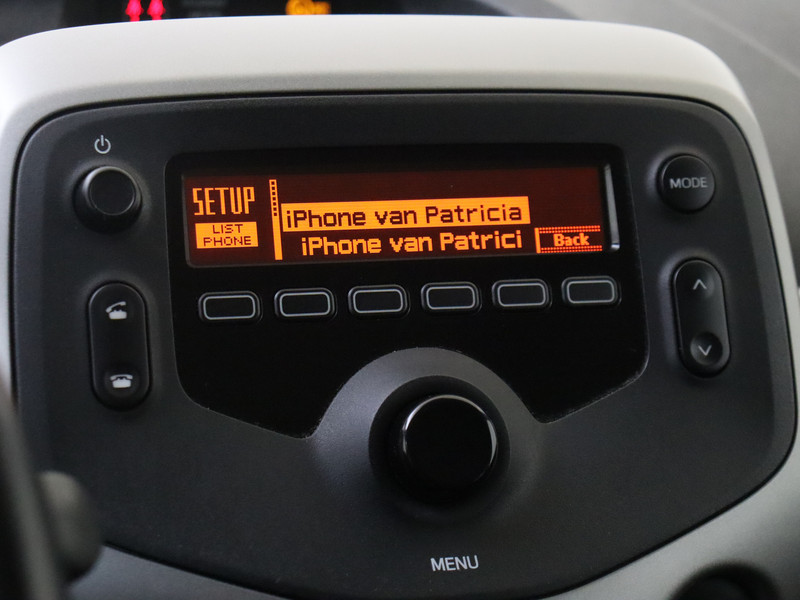 SETUP
LIST
PHONE
iPhone van Patricia
iPhone van Patrici
Back
MODE
MENU